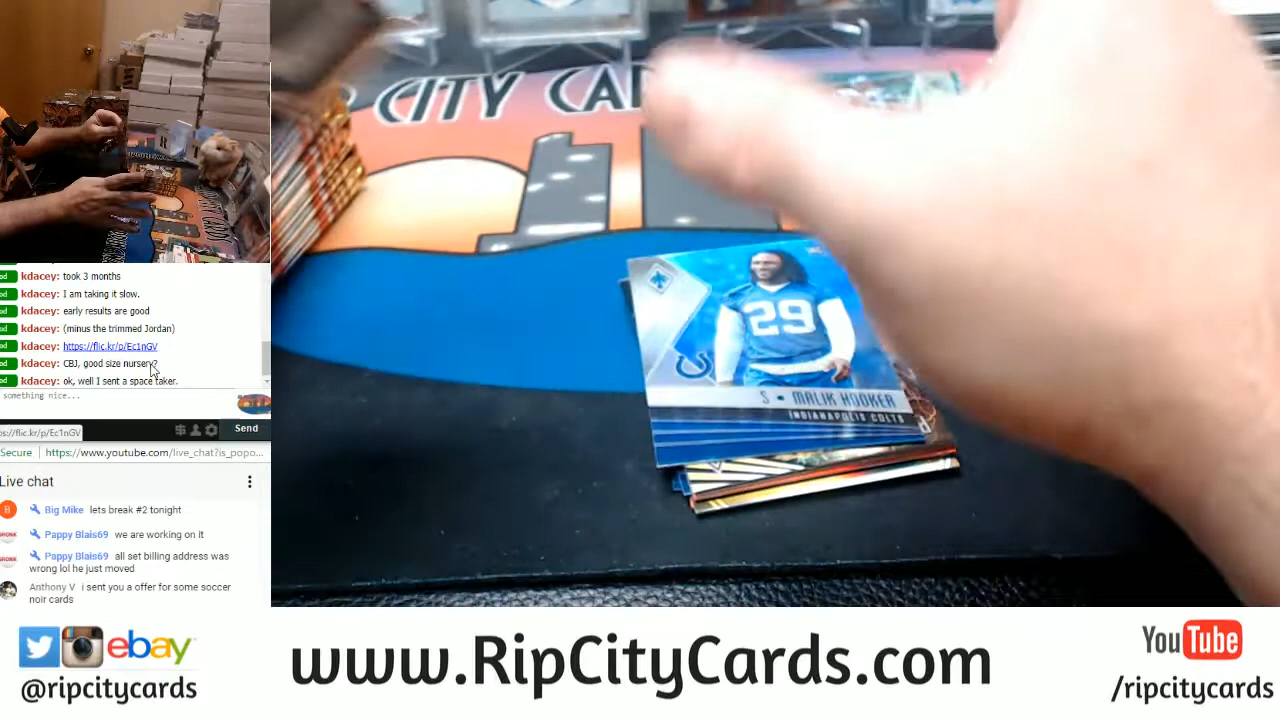 kdacey: took 3 months
kdacey: I am taking it slow.
kdacey: early results are good
kdacey: (minus the trimmed Jordan)
kdacey: https://flic.kr/p/Ec1nGV
kdacey: CBJ, good size nursery?
kdacey: ok, well I sent a space taker.
something nice...
s://flic.kr/p/Ec1nGV
Send
Secure https://www.youtube.com/live_chat?is_popo...
Live chat
B Big Mike lets break #2 tonight
Pappy Blais69 we are working on it
Pappy Blais69 all set billing address was
wrong lol he just moved
Anthony V i sent you a offer for some soccer
noir cards
CITY CA
29
S • MALIK HOOKER
INDIANAPOLIS COLTS
ebay
@ripcitycards
www.RipCityCards.com
YouTube
/ripcitycards